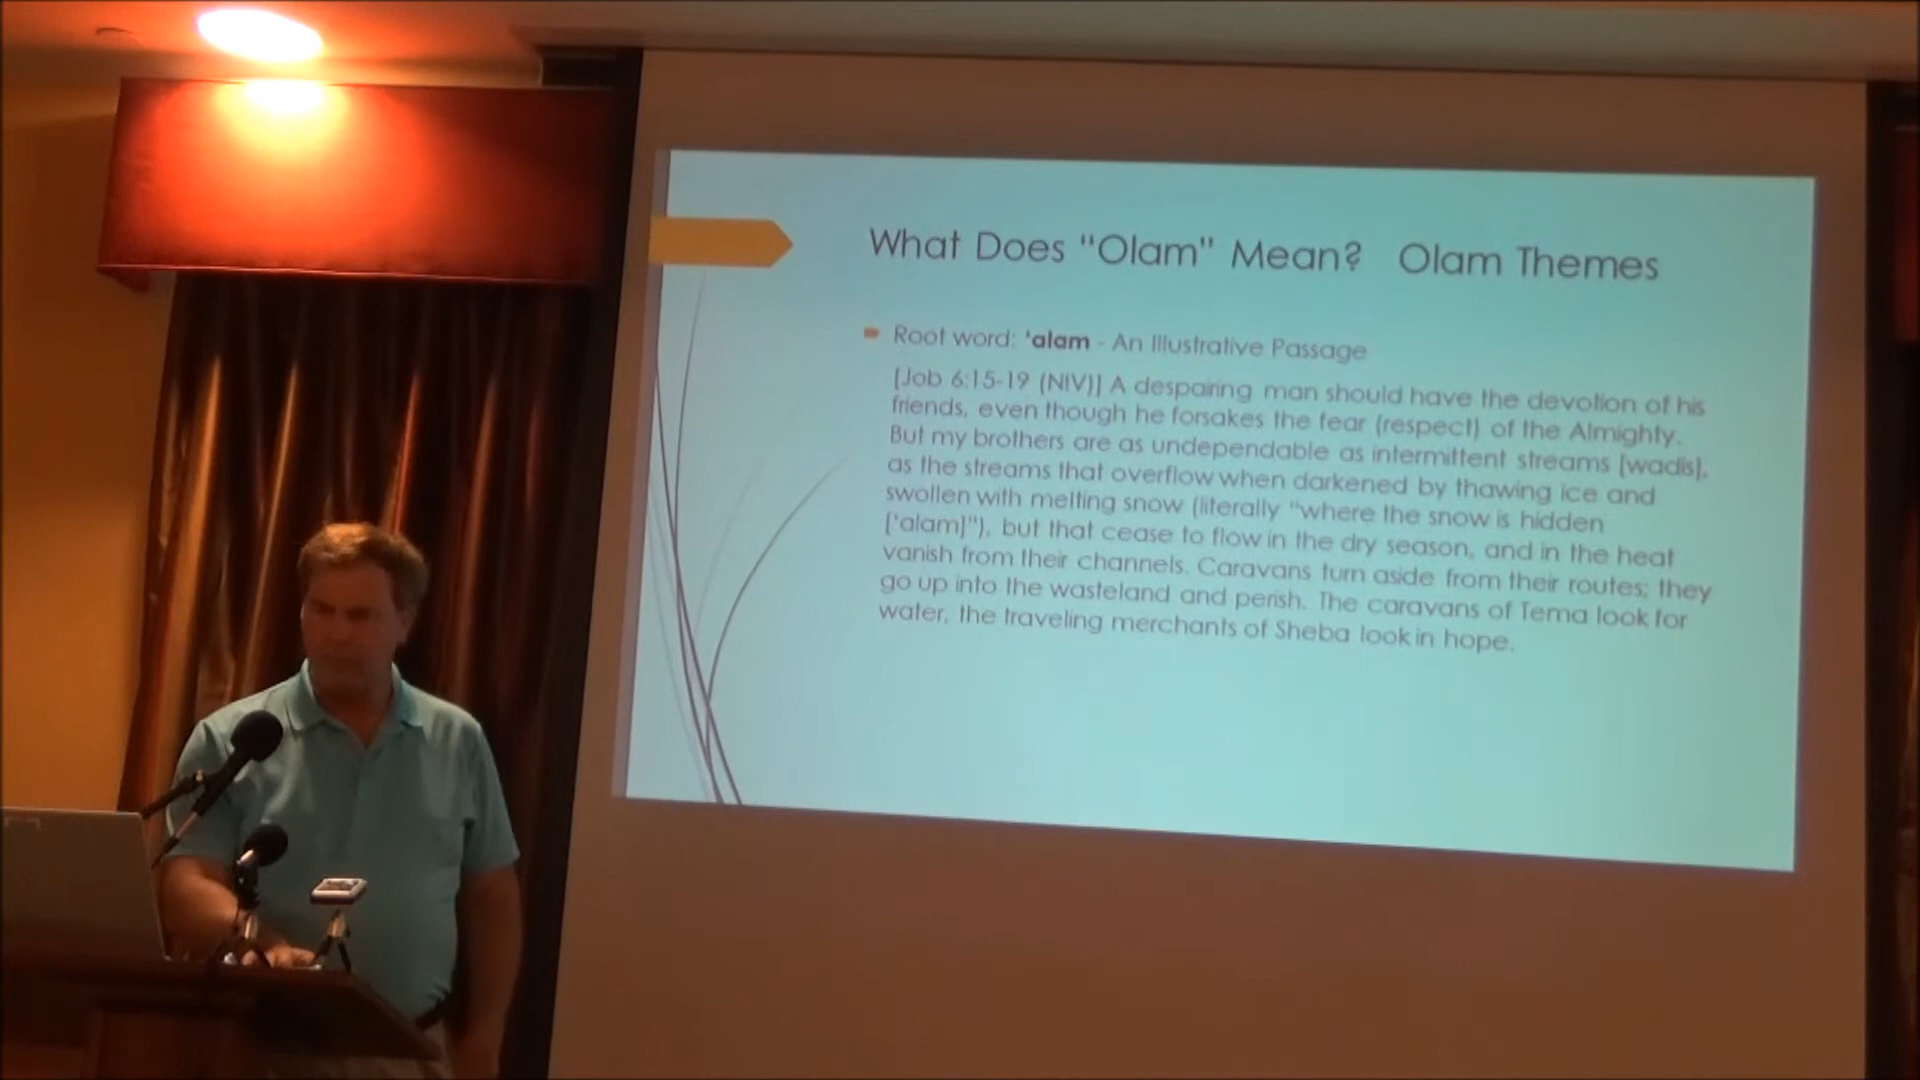 What Does "Olam" Mean? Olam Themes
Root word: 'alam - An Illustrative Passage
[Job 6:15-19 (NIV)] A despairing man should have the devotion of his
friends, even though he forsakes the fear (respect) of the Almighty.
But my brothers are as undependable as intermittent streams [wadis],
as the streams that overflow when darkened by thawing ice and
swollen with melting snow (literally "where the snow is hidden
['alam]"), but that cease to flow in the dry season, and in the heat
vanish from their channels. Caravans turn aside from their routes; they
go up into the wasteland and perish. The caravans of Tema look for
water, the traveling merchants of Sheba look in hope.